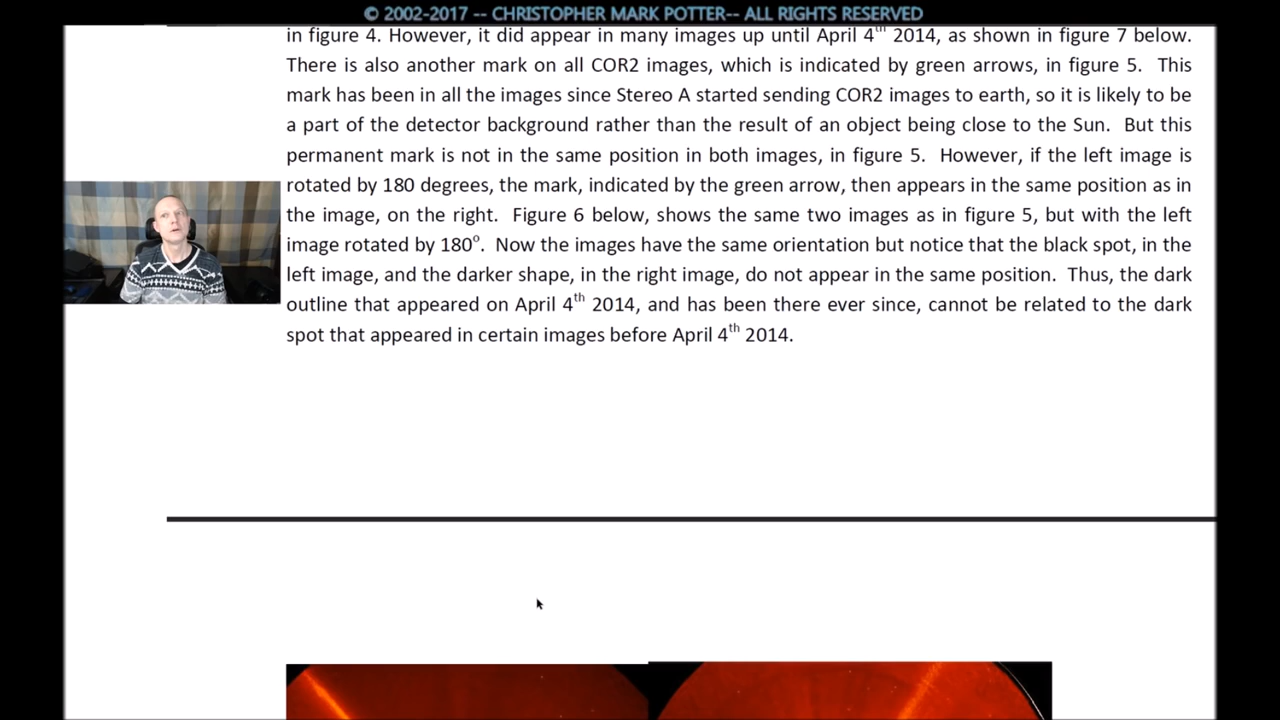 © 2002-2017 -- CHRISTOPHER MARK POTTER-- ALL RIGHTS RESERVED
in figure 4. However, it did appear in many images up until April 4th 2014, as shown in figure 7 below.
There is also another mark on all COR2 images, which is indicated by green arrows, in figure 5. This
mark has been in all the images since Stereo A started sending COR2 images to earth, so it is likely to be
a part of the detector background rather than the result of an object being close to the Sun. But this
permanent mark is not in the same position in both images, in figure 5. However, if the left image is
rotated by 180 degrees, the mark, indicated by the green arrow, then appears in the same position as in
the image, on the right. Figure 6 below, shows the same two images as in figure 5, but with the left
image rotated by 180°. Now the images have the same orientation but notice that the black spot, in the
left image, and the darker shape, in the right image, do not appear in the same position. Thus, the dark
outline that appeared on April 4th 2014, and has been there ever since, cannot be related to the dark
spot that appeared in certain images before April 4th 2014.